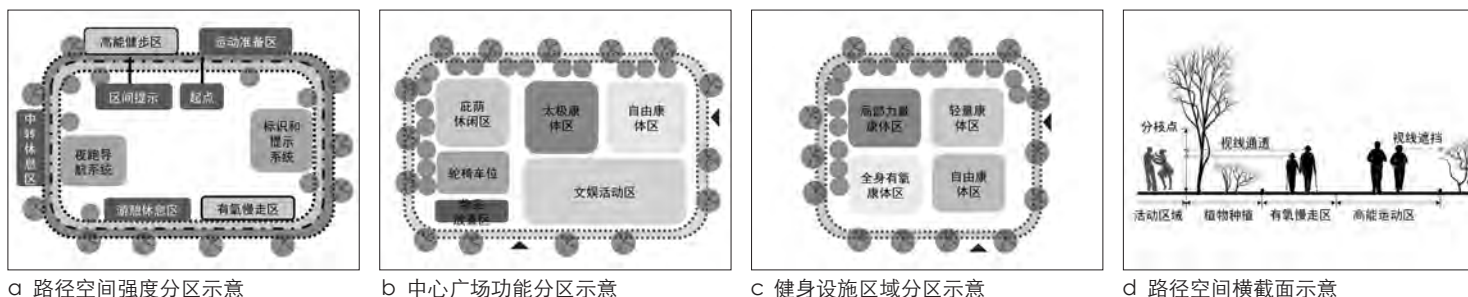 高能健步区
运动准备区
区间提示
起点
中转休息区
标识和
提示
系统
夜跑导
航系统
游憩休息区
有氧慢走区
a 路径空间强度分区示意
庇荫
休闲区
太极康
体区
自由康
体区
轮椅车位
文娱活动区
放置区
b 中心广场功能分区示意
局部力量
康体区
轻量康
体区
全身有氧
康体区
自由康
体区
c 健身设施区域分区示意
分枝点
视线通透
视线遮挡
活动区域
植物种植
有氧慢走区
高能运动区
d 路径空间横截面示意